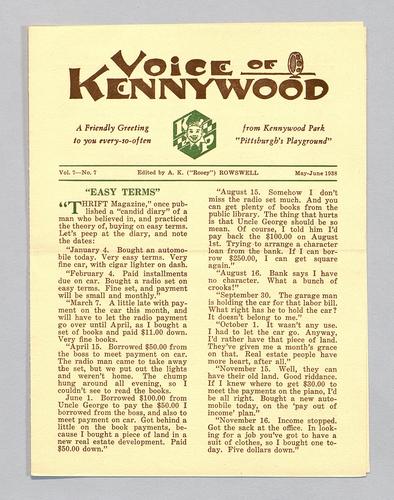 VOICE OF
KENNYWOOD
A Friendly Greeting
to you every-so-often
from Kennywood Park
"Pittsburgh's Playground"
Vol. 7—No. 7
Edited by A. K. ("Rosey") ROWSWELL
May-June 1938
"EASY TERMS"
"THRIFT Magazine," once pub-
lished a "candid diary" of a
man who believed in, and practiced
the theory of, buying on easy terms.
Let's peep at the diary, and note
the dates:
"January 4. Bought an automo-
bile today. Very easy terms. Very
fine car, with cigar lighter on dash.
"February 4. Paid installments
due on car. Bought a radio set on
easy terms. Fine set, and payment
will be small and monthly."
"March 7. A little late with pay-
ment on the car this month, and
will have to let the radio payment
go over until April, as I bought a
set of books and paid $11.00 down.
Very fine books.
"April 15. Borrowed $50.00 from
the boss to meet payment on car.
The radio man came to take away
the set, but we put out the lights
and weren't home. The chump
hung around all evening, so I
couldn't see to read the books.
June 1. Borrowed $100.00 from
Uncle George to pay the $50.00 I
borrowed from the boss, and also to
meet payment on car. Got behind a
little on the book payments, be-
cause I bought a piece of land in a
new real estate development. Paid
$50.00 down."
"August 15. Somehow I don't
miss the radio set much. And you
can get plenty of books from the
public library. The thing that hurts
is that Uncle George should be so
mean. Of course, I told him I'd
pay back the $100.00 on August
1st. Trying to arrange a character
loan from the bank. If I can bor-
row $250.00, I can get square
again."
"August 16. Bank says I have
no character. What a bunch of
crooks!"
"September 30. The garage man
is holding the car for that labor bill.
What right has he to hold the car?
It doesn't belong to me."
"October 1. It wasn't any use.
I had to let the car go. Anyway,
I'd rather have that piece of land.
They've given me a month's grace
on that. Real estate people have
more heart, after all."
"November 15. Well, they can
have their old land. Good riddance.
If I knew where to get $30.00 to
meet the payments on the piano, I'd
be all right. Bought a new auto-
mobile today, on the 'pay out of
income' plan."
"November 16. Income stopped.
Got the sack at the office. In look-
ing for a job you've got to have a
suit of clothes, so I bought one to-
day. Five dollars down."